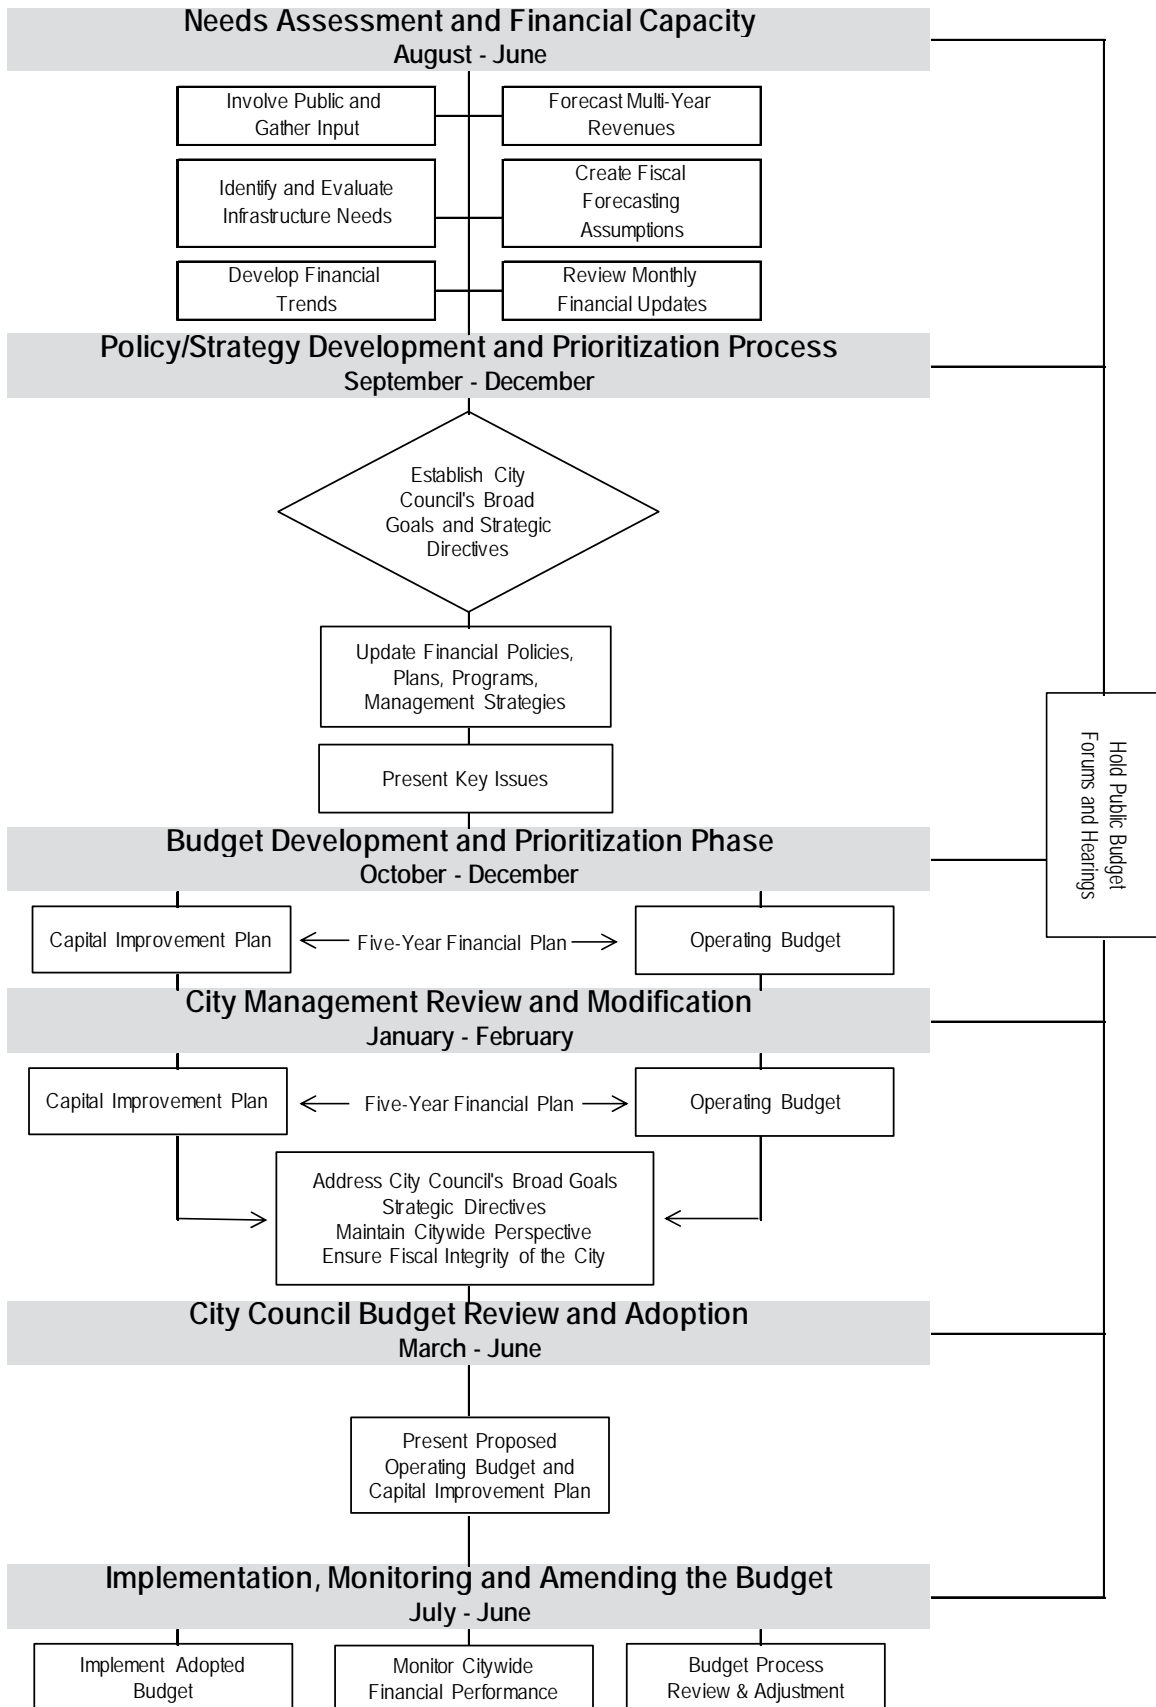 Needs Assessment and Financial Capacity
August - June
Involve Public and
Gather Input
Forecast Multi-Year
Revenues
Identify and Evaluate
Infrastructure Needs
Create Fiscal
Forecasting
Assumptions
Develop Financial
Trends
Review Monthly
Financial Updates
Policy/Strategy Development and Prioritization Process
September - December
Establish City
Council's Broad
Goals and Strategic
Directives
Update Financial Policies,
Plans, Programs,
Management Strategies
Present Key Issues
Hold Public Budget
Forums and Hearings
Budget Development and Prioritization Phase
October - December
Capital Improvement Plan
Five-Year Financial Plan
Operating Budget
City Management Review and Modification
January - February
Capital Improvement Plan
Five-Year Financial Plan
Operating Budget
Address City Council's Broad Goals
Strategic Directives
Maintain Citywide Perspective
Ensure Fiscal Integrity of the City
City Council Budget Review and Adoption
March - June
Present Proposed
Operating Budget and
Capital Improvement Plan
Implementation, Monitoring and Amending the Budget
July - June
Implement Adopted
Budget
Monitor Citywide
Financial Performance
Budget Process
Review & Adjustment